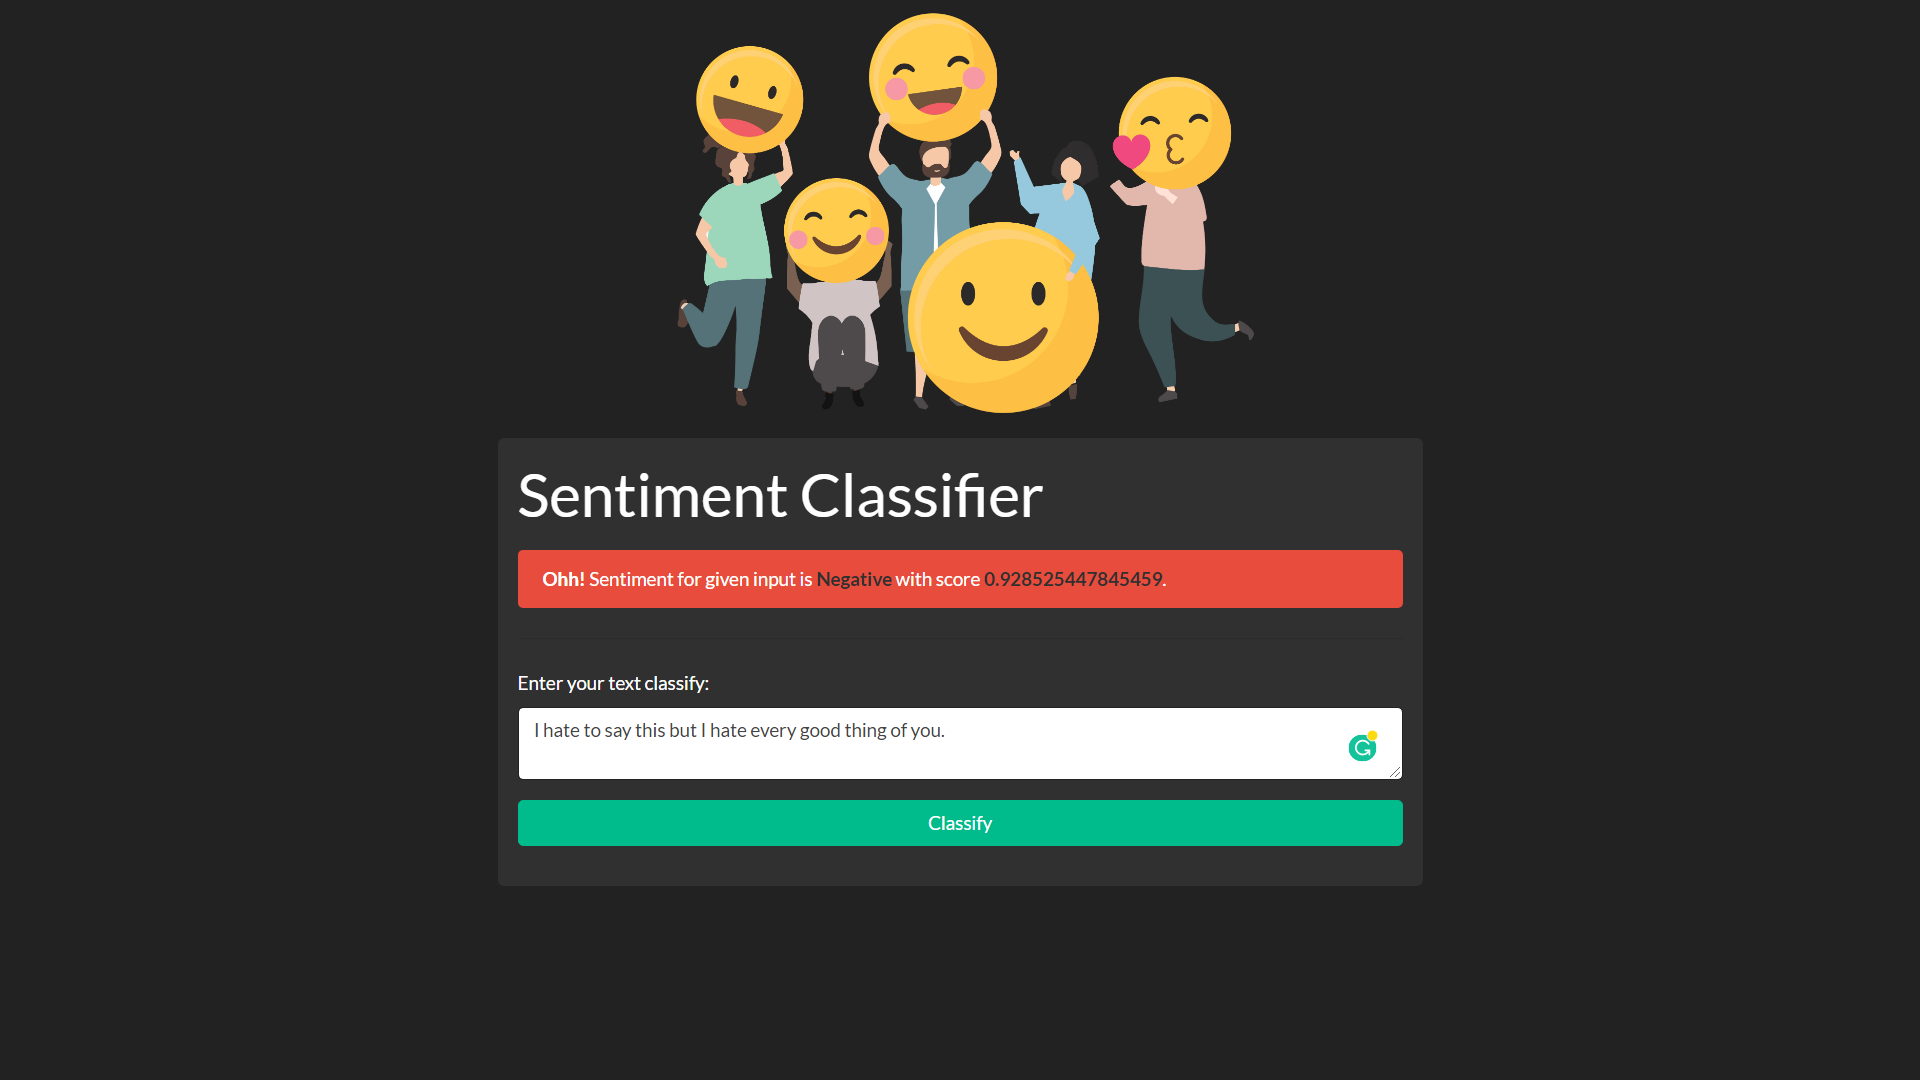 Sentiment Classifier
Ohh! Sentiment for given input is Negative with score 0.928525447845459.
Enter your text classify:
I hate to say this but I hate every good thing of you.
Classify